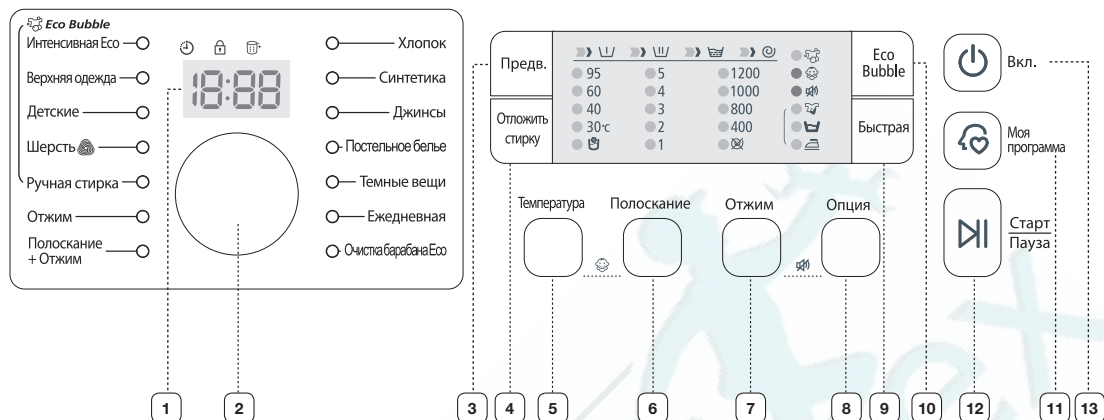 Eco Bubble
Интенсивная Eco
Верхняя одежда
Детские
Шерсть
Ручная стирка
Отжим
Полоскание
+ Отжим
18:88
Хлопок
Синтетика
Джинсы
Постельное белье
Темные вещи
Ежедневная
Очистка барабана Eco
Предв.
Отложить
стирку
95 5 1200
60 4 1000
40 3 800
30°c 2 400
1
Eco
Bubble
Быстрая
Температура
Полоскание
Отжим
Опция
Вкл.
Моя
программа
Старт
Пауза
1 2 3 4 5 6 7 8 9 10 12 11 13